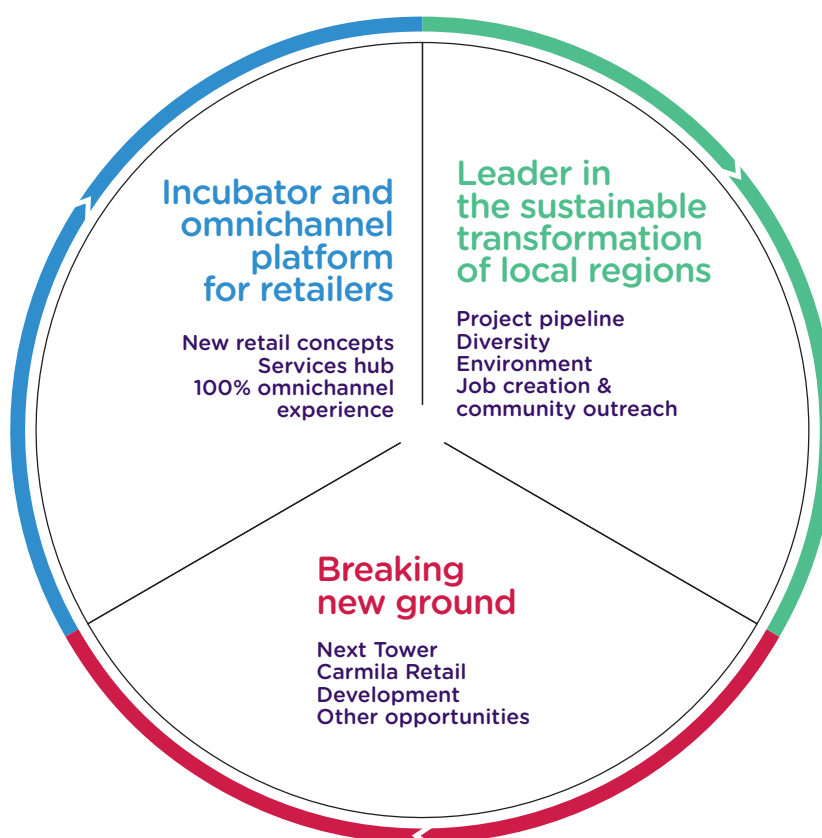 Incubator and
omnichannel
platform
for retailers
New retail concepts
Services hub
100% omnichannel
experience
Leader in
the sustainable
transformation
of local regions
Project pipeline
Diversity
Environment
Job creation &
community outreach
Breaking
new ground
Next Tower
Carmila Retail
Development
Other opportunities